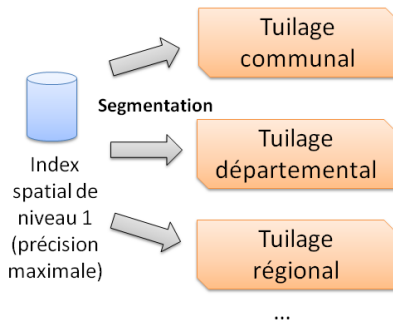 Tuilage
communal
Segmentation
Tuilage
départemental
Index
spatial de
niveau 1
(précision
maximale)
Tuilage
régional
...